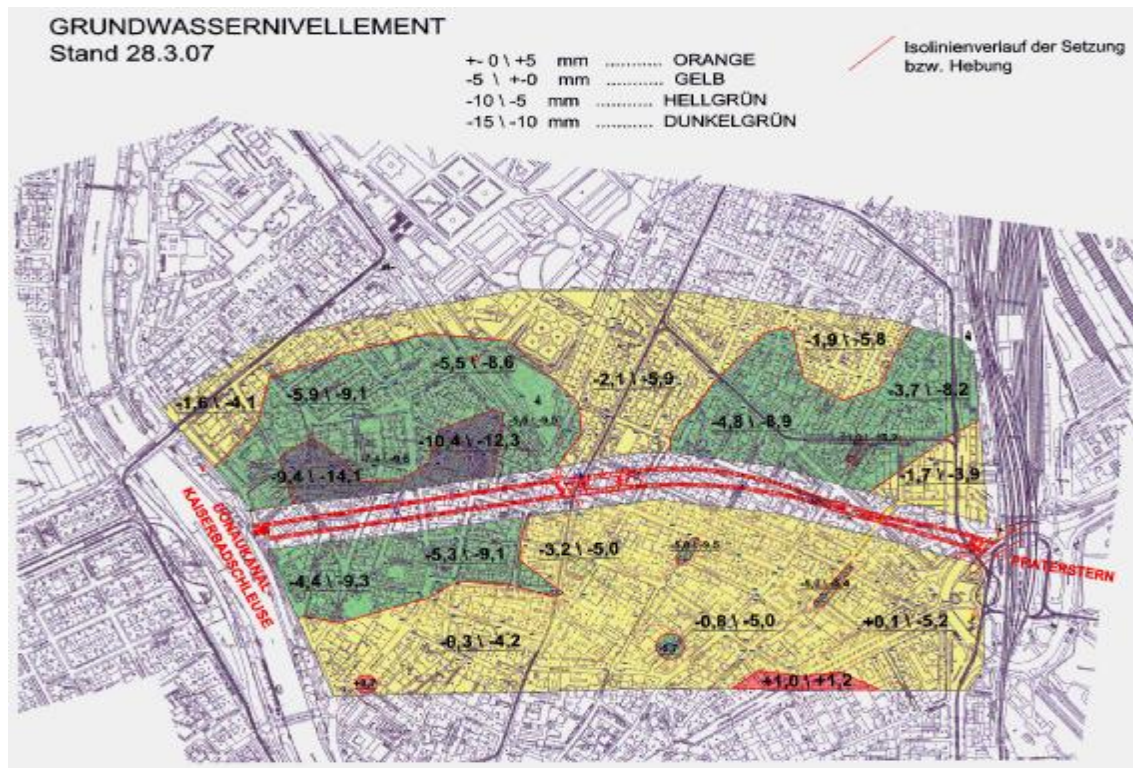 GRUNDWASSERNIVELLEMENT
Stand 28.3.07
+- 0 \ +5 mm ............ ORANGE
-5 \ +-0 mm ............ GELB
-10 \ -5 mm ............ HELLGRÜN
-15 \ -10 mm ............ DUNKELGRÜN
Isolinienverlauf der Setzung
bzw. Hebung
-1,9 \ -5,8
-5,5 \ -8,6
-2,1 \ -5,9
-3,7 \ -8,2
-5,9 \ -9,1
-1,6 \ -4,1
-4,8 \ -8,9
-10,4 \ -12,3
-9,4 \ -14,1
-1,7 \ -3,9
DONAUKANAL-
KAISERBADSCHLEUSE
-5,3 \ -9,1
-3,2 \ -5,0
PRATERSTERN
-4,4 \ -9,3
-0,8 \ -5,0
+0,1 \ -5,2
-0,3 \ -4,2
+1,0 \ +1,2